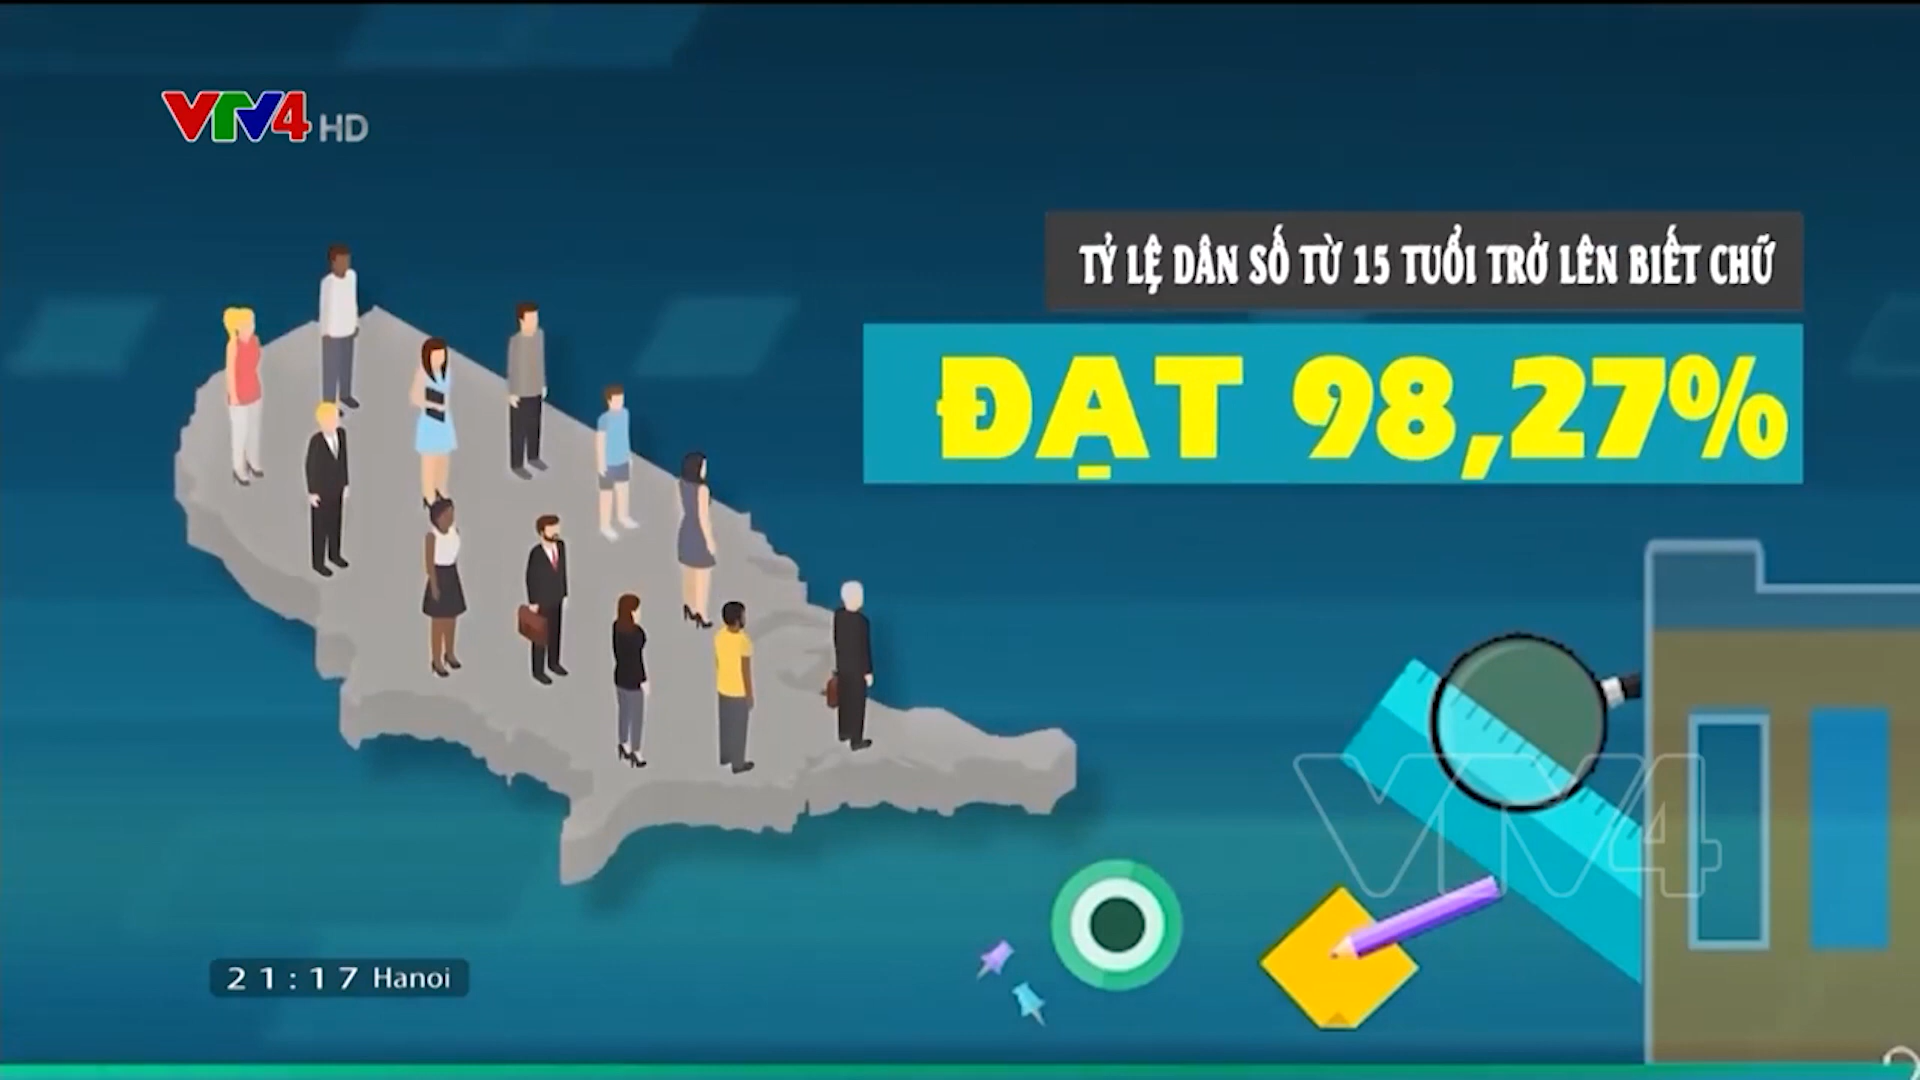 VTV4 HD
TỶ LỆ DÂN SỐ TỪ 15 TUỔI TRỞ LÊN BIẾT CHỮ
ĐẠT 98,27%
VTV4
21:17 Hanoi